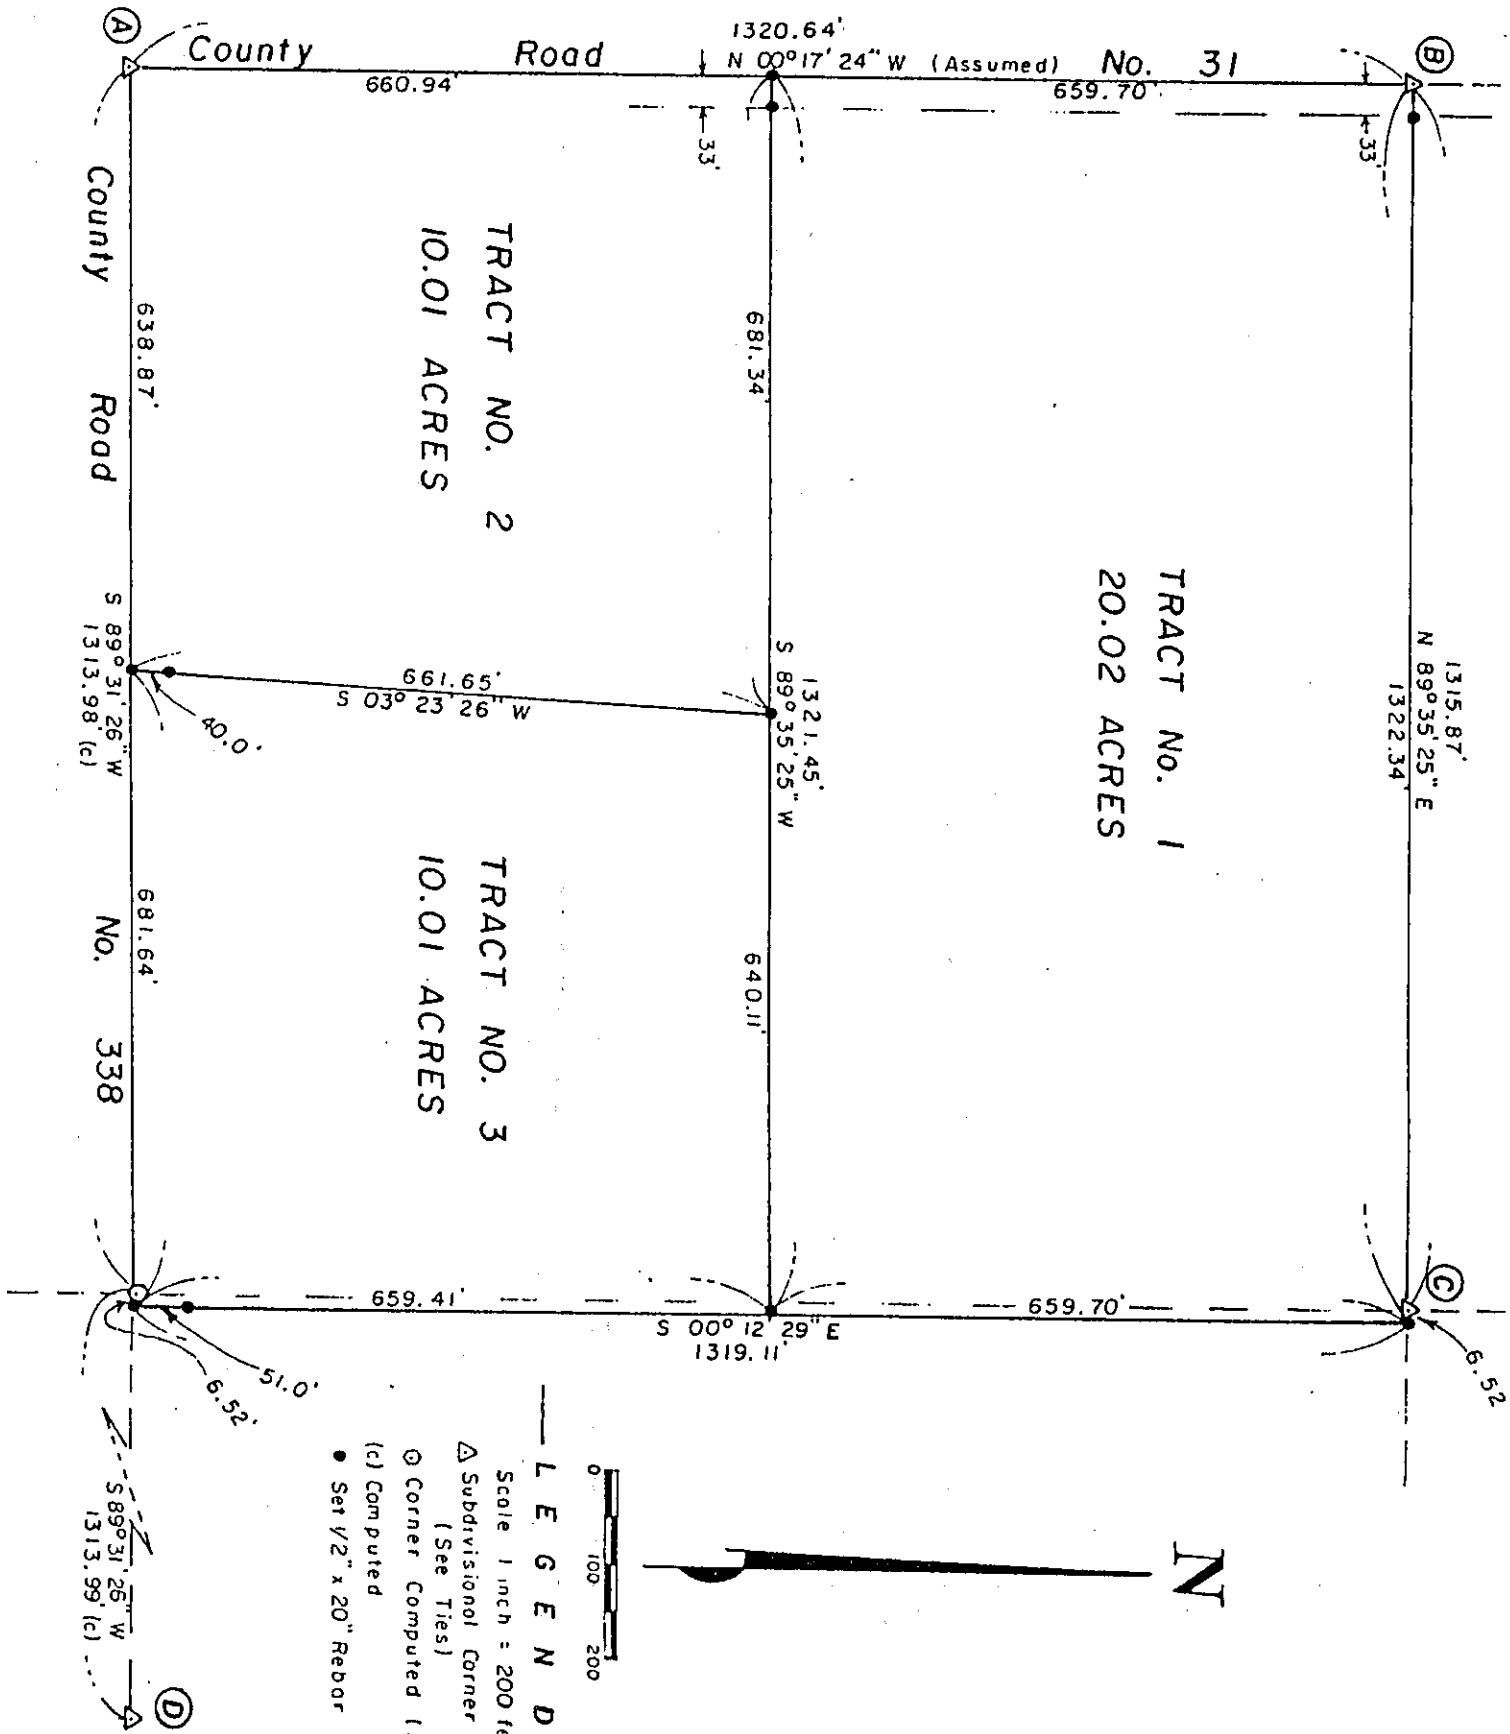 A
County Road No. 31
1320.64'
N 00°17'24" W (Assumed)
660.94'
659.70'
B
33'
33'
1315.87'
N 89°35'25" E
1322.34'
TRACT No. 1
20.02 ACRES
681.34'
1321.45'
S 89°35'25" W
640.11'
TRACT NO. 2
10.01 ACRES
661.65'
S 03°23'26" W
40.0'
TRACT NO. 3
10.01 ACRES
County Road No. 338
638.87'
S 89°31'26" W
1313.98' (c)
681.64'
659.41'
659.70'
S 00°12'29" E
1319.11'
C
6.52
51.0'
6.52'
S 89°31'26" W
1313.99' (c)
D
N
0 100 200
LEGEND
Scale 1 inch = 200 fe
Subdivisional Corner
(See Ties)
Corner Computed (
(c) Computed
Set 1/2" x 20" Rebar